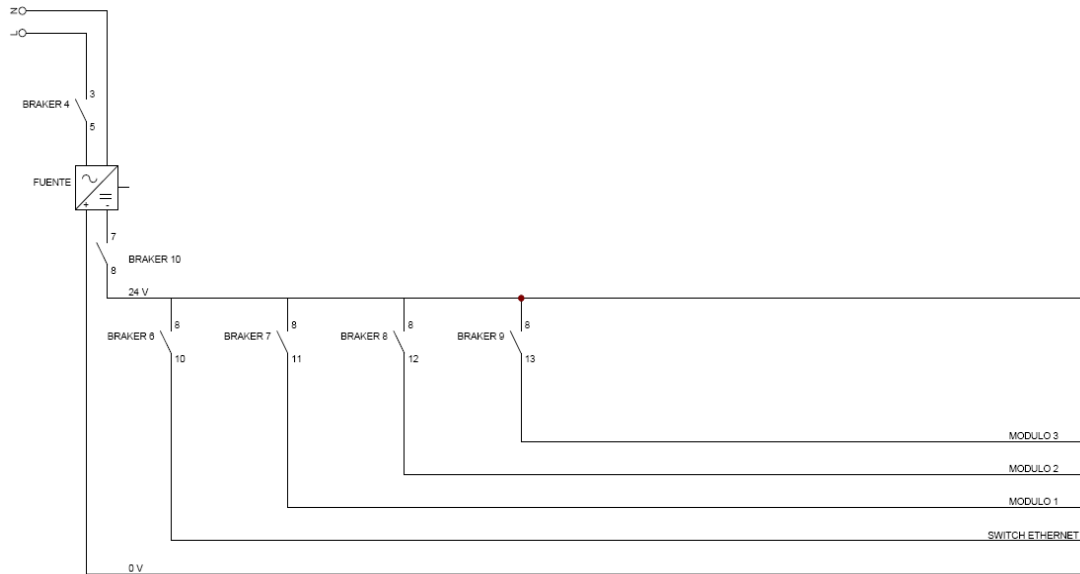 N
L
3
BRAKER 4
5
FUENTE
+ -
7
BRAKER 10
8
24 V
8 8 8 8
BRAKER 6 BRAKER 7 BRAKER 8 BRAKER 9
10 11 12 13
MODULO 3
MODULO 2
MODULO 1
SWITCH ETHERNET
0 V